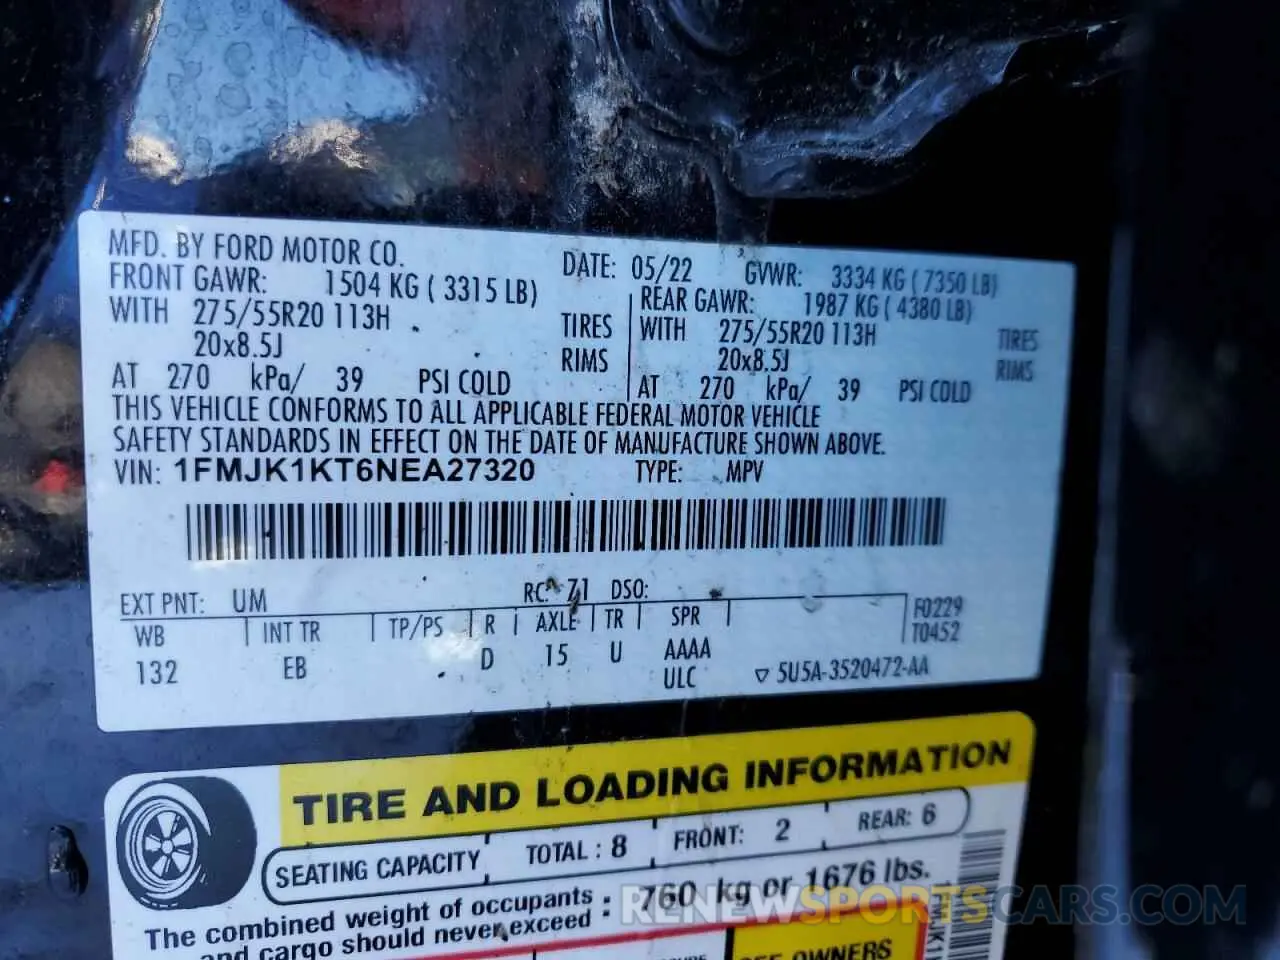 MFD. BY FORD MOTOR CO.
DATE: 05/22 GVWR: 3334 KG ( 7350 LB)
FRONT GAWR: 1504 KG ( 3315 LB)
WITH 275/55R20 113H TIRES
20x8.5J RIMS
AT 270 kPa/ 39 PSI COLD
REAR GAWR: 1987 KG ( 4380 LB)
WITH 275/55R20 113H TIRES
20x8.5J RIMS
AT 270 kPa/ 39 PSI COLD
THIS VEHICLE CONFORMS TO ALL APPLICABLE FEDERAL MOTOR VEHICLE
SAFETY STANDARDS IN EFFECT ON THE DATE OF MANUFACTURE SHOWN ABOVE.
VIN: 1FMJK1KT6NEA27320 TYPE: MPV
EXT PNT: UM RC: 71 DSO:
WB INT TR TP/PS R AXLE TR SPR
132 EB D 15 U AAAA
ULC
F0229
T0452
5U5A-3520472-AA
TIRE AND LOADING INFORMATION
SEATING CAPACITY TOTAL : 8 FRONT: 2 REAR: 6
The combined weight of occupants
and cargo should never exceed : 760 kg or 1676 lbs.
SEE OWNERS
RENEWSPORTSCARS.COM